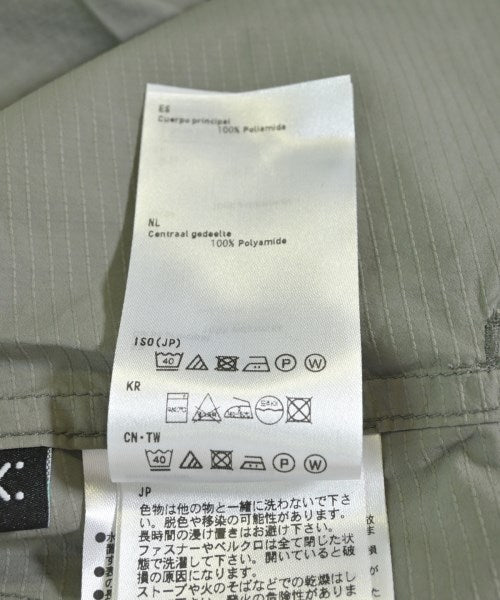 ES
Cuerpo principal
100% Poliamida
NL
Centraal gedeelte
100% Polyamide
ISO(JP)
40 P W
KR
CN・TW
40 P W
JP
色物は他の物と一緒に洗わないで下さ
い。脱色や移染の可能性があります。
長時間の浸け置きはお避け下さい。
ファスナーやベルクロは全て閉じた状
態で洗濯して下さい。開いていると破
損の原因になります。
ストーブや火のそばなどでの乾燥はし
K: